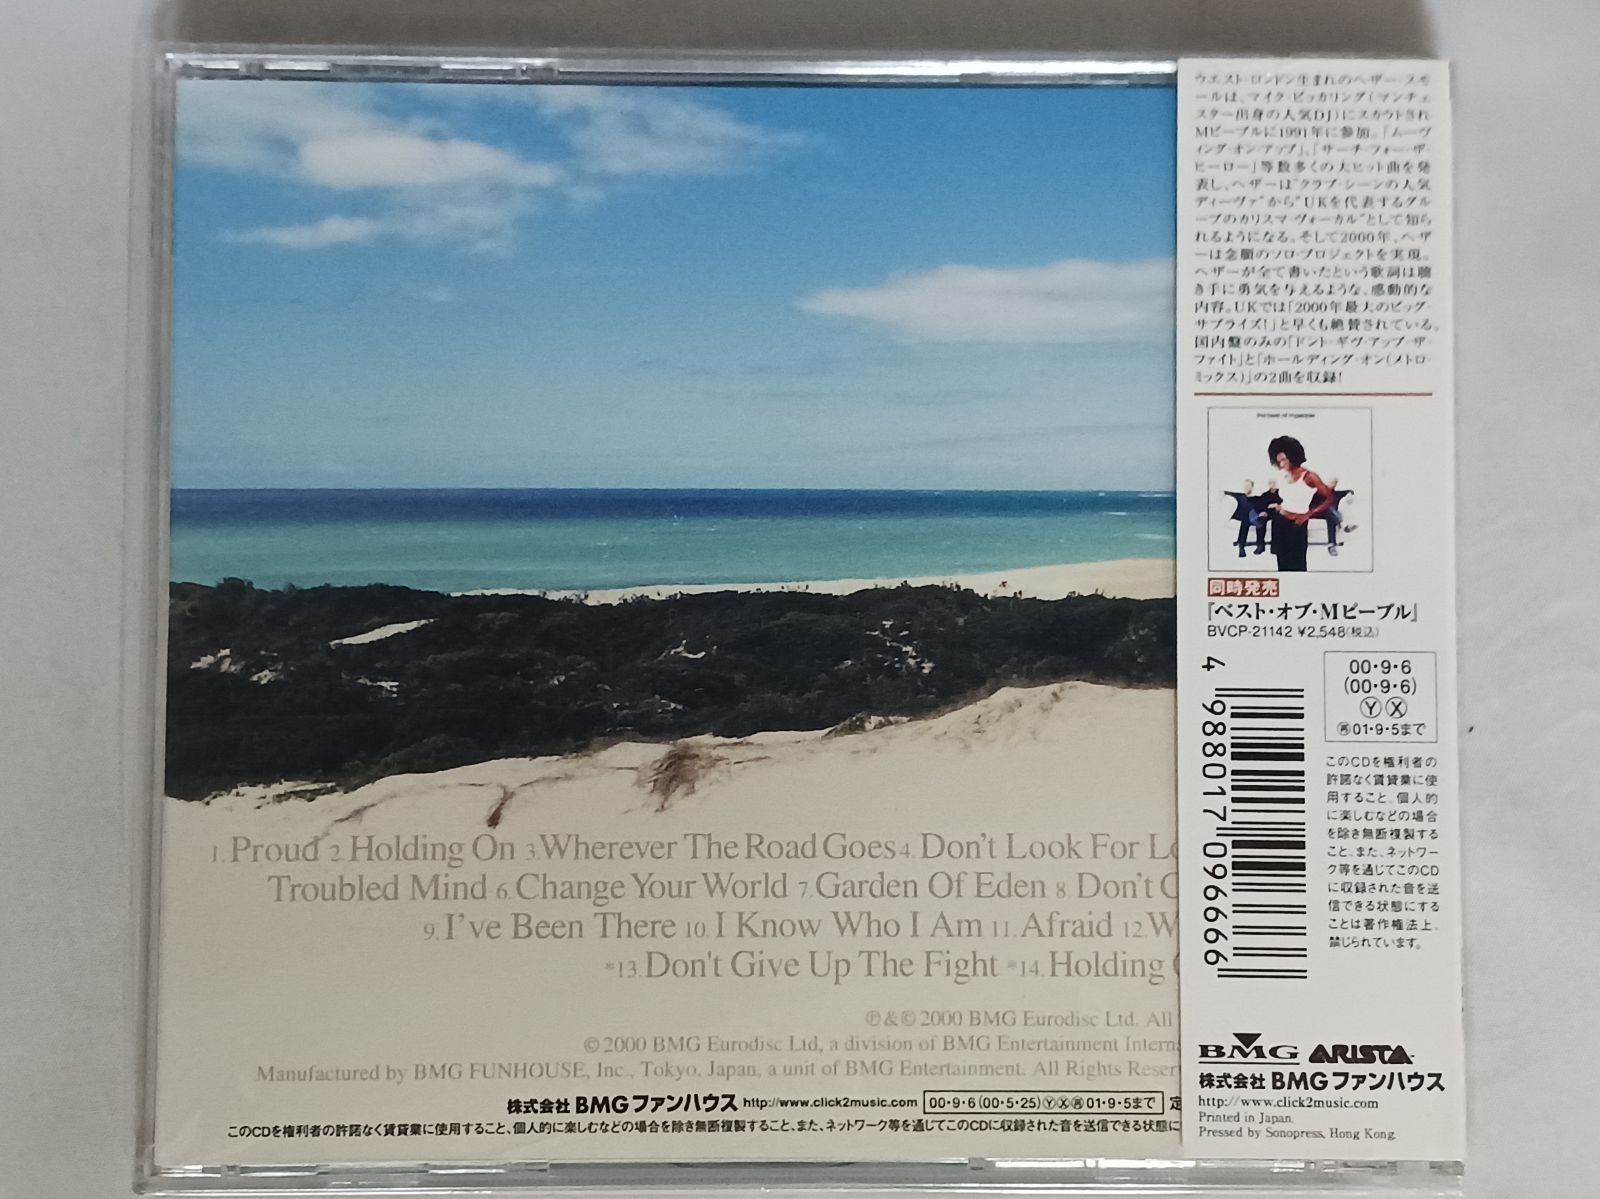 1.Proud 2.Holding On 3.Wherever The Road Goes 4.Don't Look For Lo
Troubled Mind 6.Change Your World 7.Garden Of Eden 8.Don't
9.I've Been There 10.I Know Who I Am 11.Afraid 12.W
*13.Don't Give Up The Fight *14.Holding
℗&©2000 BMG Eurodisc Ltd. All
©2000 BMG Eurodisc Ltd, a division of BMG Entertainment Interna
Manufactured by BMG FUNHOUSE, Inc., Tokyo, Japan, a unit of BMG Entertainment. All Rights Reser
株式会社BMGファンハウス http://www.click2music.com 00・9・6(00・5・25)ⓎⓍ㊐01・9・5まで 定
このCDを権利者の許諾なく賃貸業に使用すること、個人的に楽しむなどの場合を除き無断複製すること、また、ネットワーク等を通じてこのCDに収録された音を送信できる状態に
ウエスト・ロンドン生まれのヘザー・スモ
ールは、マイク・ピッカリング(マンチェ
スター出身の人気DJ)にスカウトされ
Mピープルに1991年に参加。「ムーヴ
ィング・オン・アップ」、「サーチ・フォー・ザ・
ヒーロー」等数多くの大ヒット曲を発
表し、ヘザーは"クラブ・シーンの人気
ディーヴァ"から"UKを代表するグル
ープのカリスマ・ヴォーカル"として知ら
れるようになる。そして2000年、ヘザ
ーは念願のソロ・プロジェクトを実現。
ヘザーが全て書いたという歌詞は聴
き手に勇気を与えるような、感動的な
内容。UKでは「2000年最大のビッグ・
サプライズ!」と早くも絶賛されている。
国内盤のみの「ドント・ギヴ・アップ・ザ・
ファイト」と「ホールディング・オン(メトロ・
ミックス)」の2曲を収録!
the best of m people
同時発売
『ベスト・オブ・Mピープル』
BVCP-21142 ¥2,548(税込)
4 988017 096666
00・9・6
(00・9・6)
ⓎⓍ
01・9・5まで
このCDを権利者の
許諾なく賃貸業に使
用すること、個人的
に楽しむなどの場合
を除き無断複製する
こと、また、ネットワー
ク等を通じてこのCD
に収録された音を送
信できる状態にする
ことは著作権法上、
禁じられています。
BMG ARISTA
株式会社BMGファンハウス
http://www.click2music.com
Printed in Japan.
Pressed by Sonopress, Hong Kong.